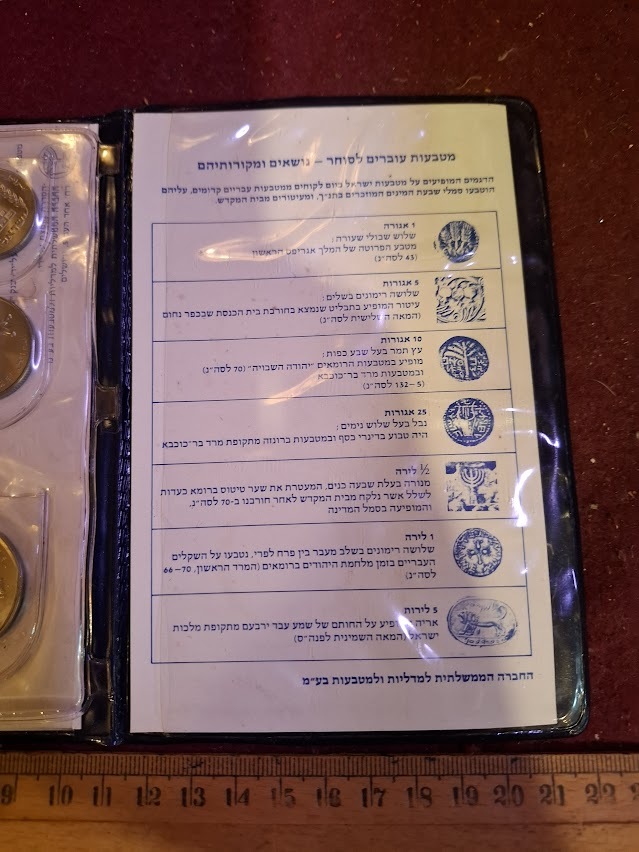 מטבעות עוברים לסוחר – נושאים ומקורותיהם
הדגמים המופיעים על מטבעות ישראל כיום לקוחים ממטבעות עבריים קדומים, עליהם
הוטבעו סמלי שבעת המינים המוזכרים בתנ״ך, ומעיטורים מבית המקדש.
1 אגורה
שלוש שבולי שעורה;
מטבע הפרוטה של המלך אגריפס הראשון
(43 לסה״נ)
5 אגורות
שלושה רימונים בשלים;
עיטור המופיע בתבליט שנמצא בחורבת בית הכנסת שבכפר נחום
(המאה השלישית לסה״נ)
10 אגורות
עץ תמר בעל שבע כפות;
מופיע במטבעות הרומאים ״יהודה השבויה״ (70 לסה״נ)
ובמטבעות מרד בר־כוכבא
(132–5 לסה״נ)
25 אגורות
נבל בעל שלוש נימים;
היה טבוע בדינרי כסף ובמטבעות ברונזה מתקופת מרד בר־כוכבא
½ לירה
מנורה בעלת שבעה קנים, המעטרת את שער טיטוס ברומא כעדות
לשלל אשר נלקח מבית המקדש לאחר חורבנו ב־70 לסה״נ,
והמופיעה בסמל המדינה
1 לירה
שלושה רימונים בשלב מעבר בין פרח לפרי, נטבעו על השקלים
העבריים בזמן מלחמת היהודים ברומאים (המרד הראשון, 66–70
לסה״נ)
5 לירות
אריה המופיע על החותם של שמע עבד ירבעם מתקופת מלכות
ישראל (המאה השמינית לפנה״ס)
החברה הממשלתית למדליות ולמטבעות בע״מ
9 10 11 12 13 14 15 16 17 18 19 20 21 22 2